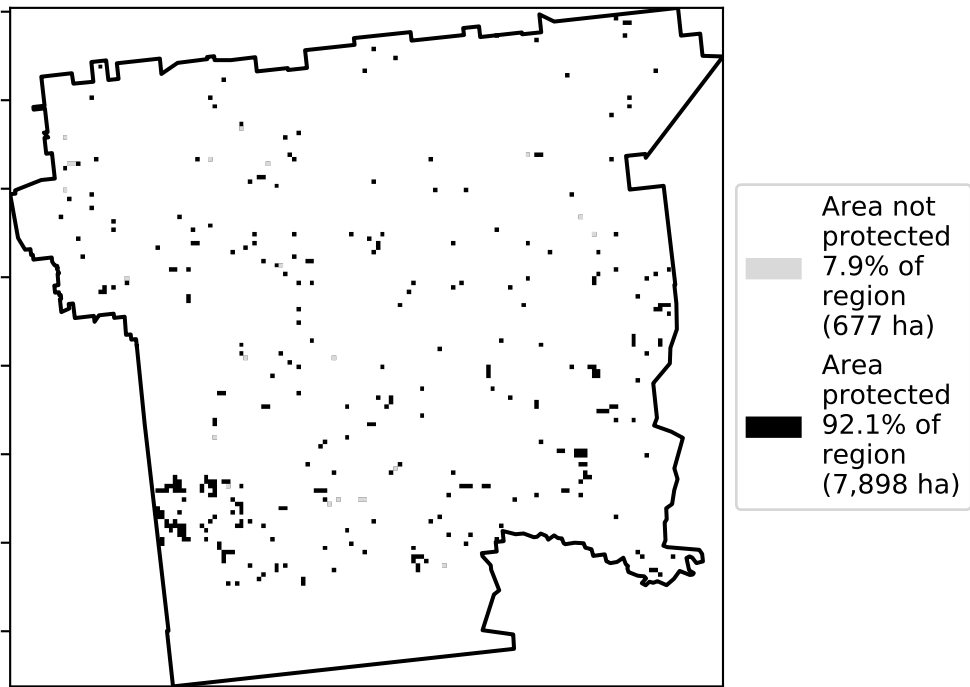 Area not
protected
7.9% of
region
(677 ha)
Area
protected
92.1% of
region
(7,898 ha)